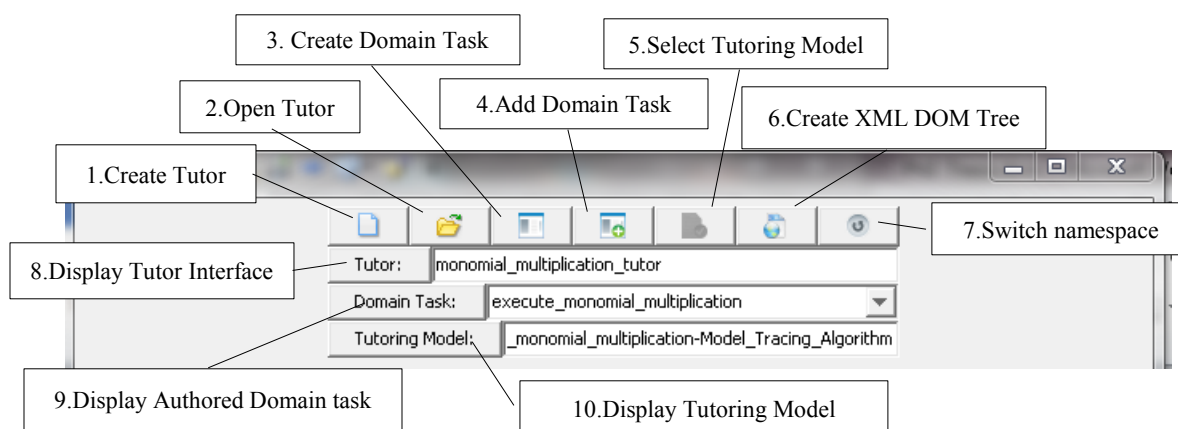 3. Create Domain Task
5.Select Tutoring Model
2.Open Tutor
4.Add Domain Task
6.Create XML DOM Tree
1.Create Tutor
7.Switch namespace
8.Display Tutor Interface
Tutor: monomial_multiplication_tutor
Domain Task: execute_monomial_multiplication
Tutoring Model: _monomial_multiplication-Model_Tracing_Algorithm
9.Display Authored Domain task
10.Display Tutoring Model